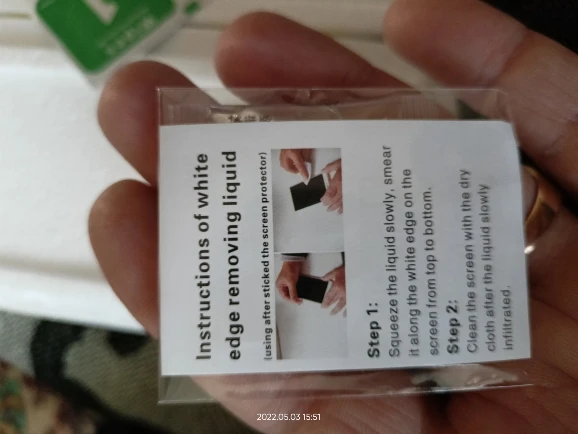 Instructions of white
edge removing liquid
(using after sticked the screen protector)
Step 1:
Squeeze the liquid slowly, smear
it along the white edge on the
screen from top to bottom.
Step 2:
Clean the screen with the dry
cloth after the liquid slowly
infiltrated.
1
2022.05.03 15:51